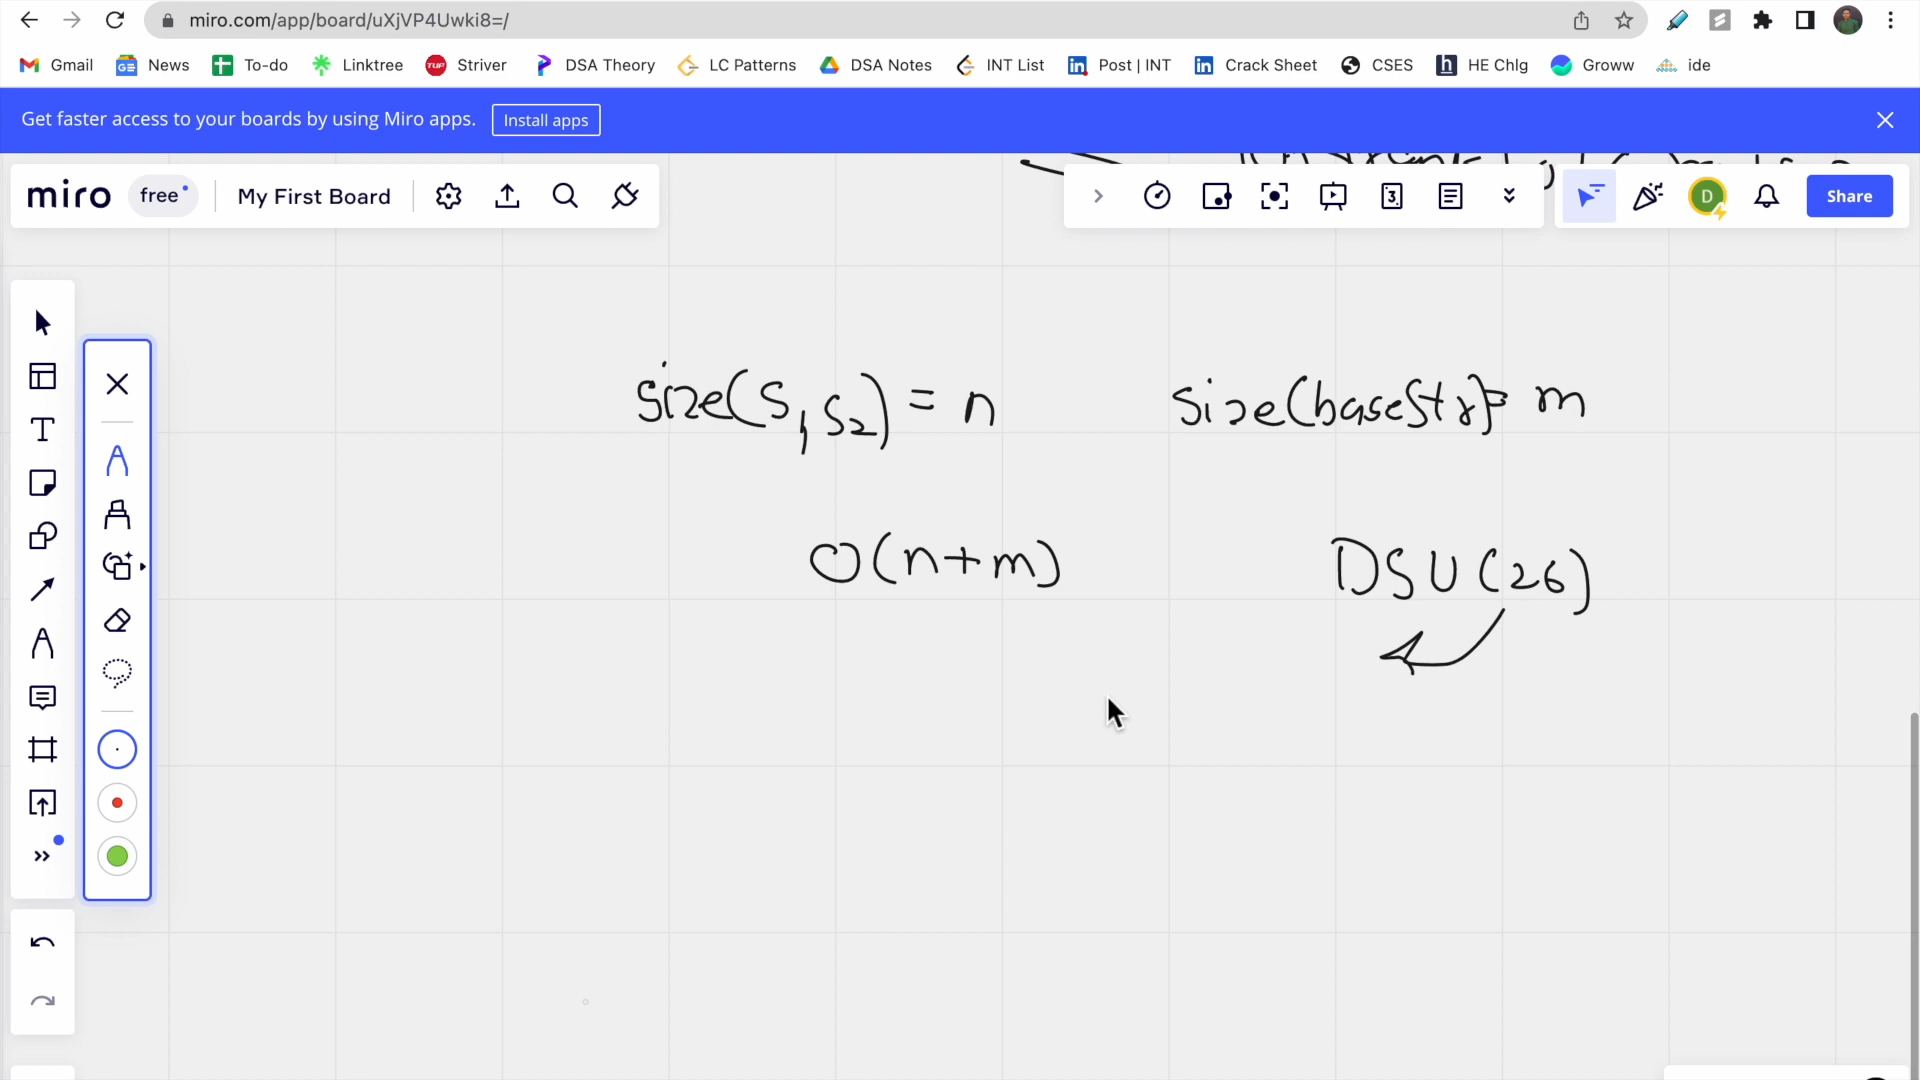 miro.com/app/board/uXjVP4Uwki8=/
Gmail News To-do Linktree TUF Striver DSA Theory LC Patterns DSA Notes INT List Post | INT Crack Sheet CSES HE Chlg Groww ide
Get faster access to your boards by using Miro apps. Install apps
miro free My First Board 3 D Share
size(S1,S2) = n size(baseStr) = m
O(n+m) DSU(26)